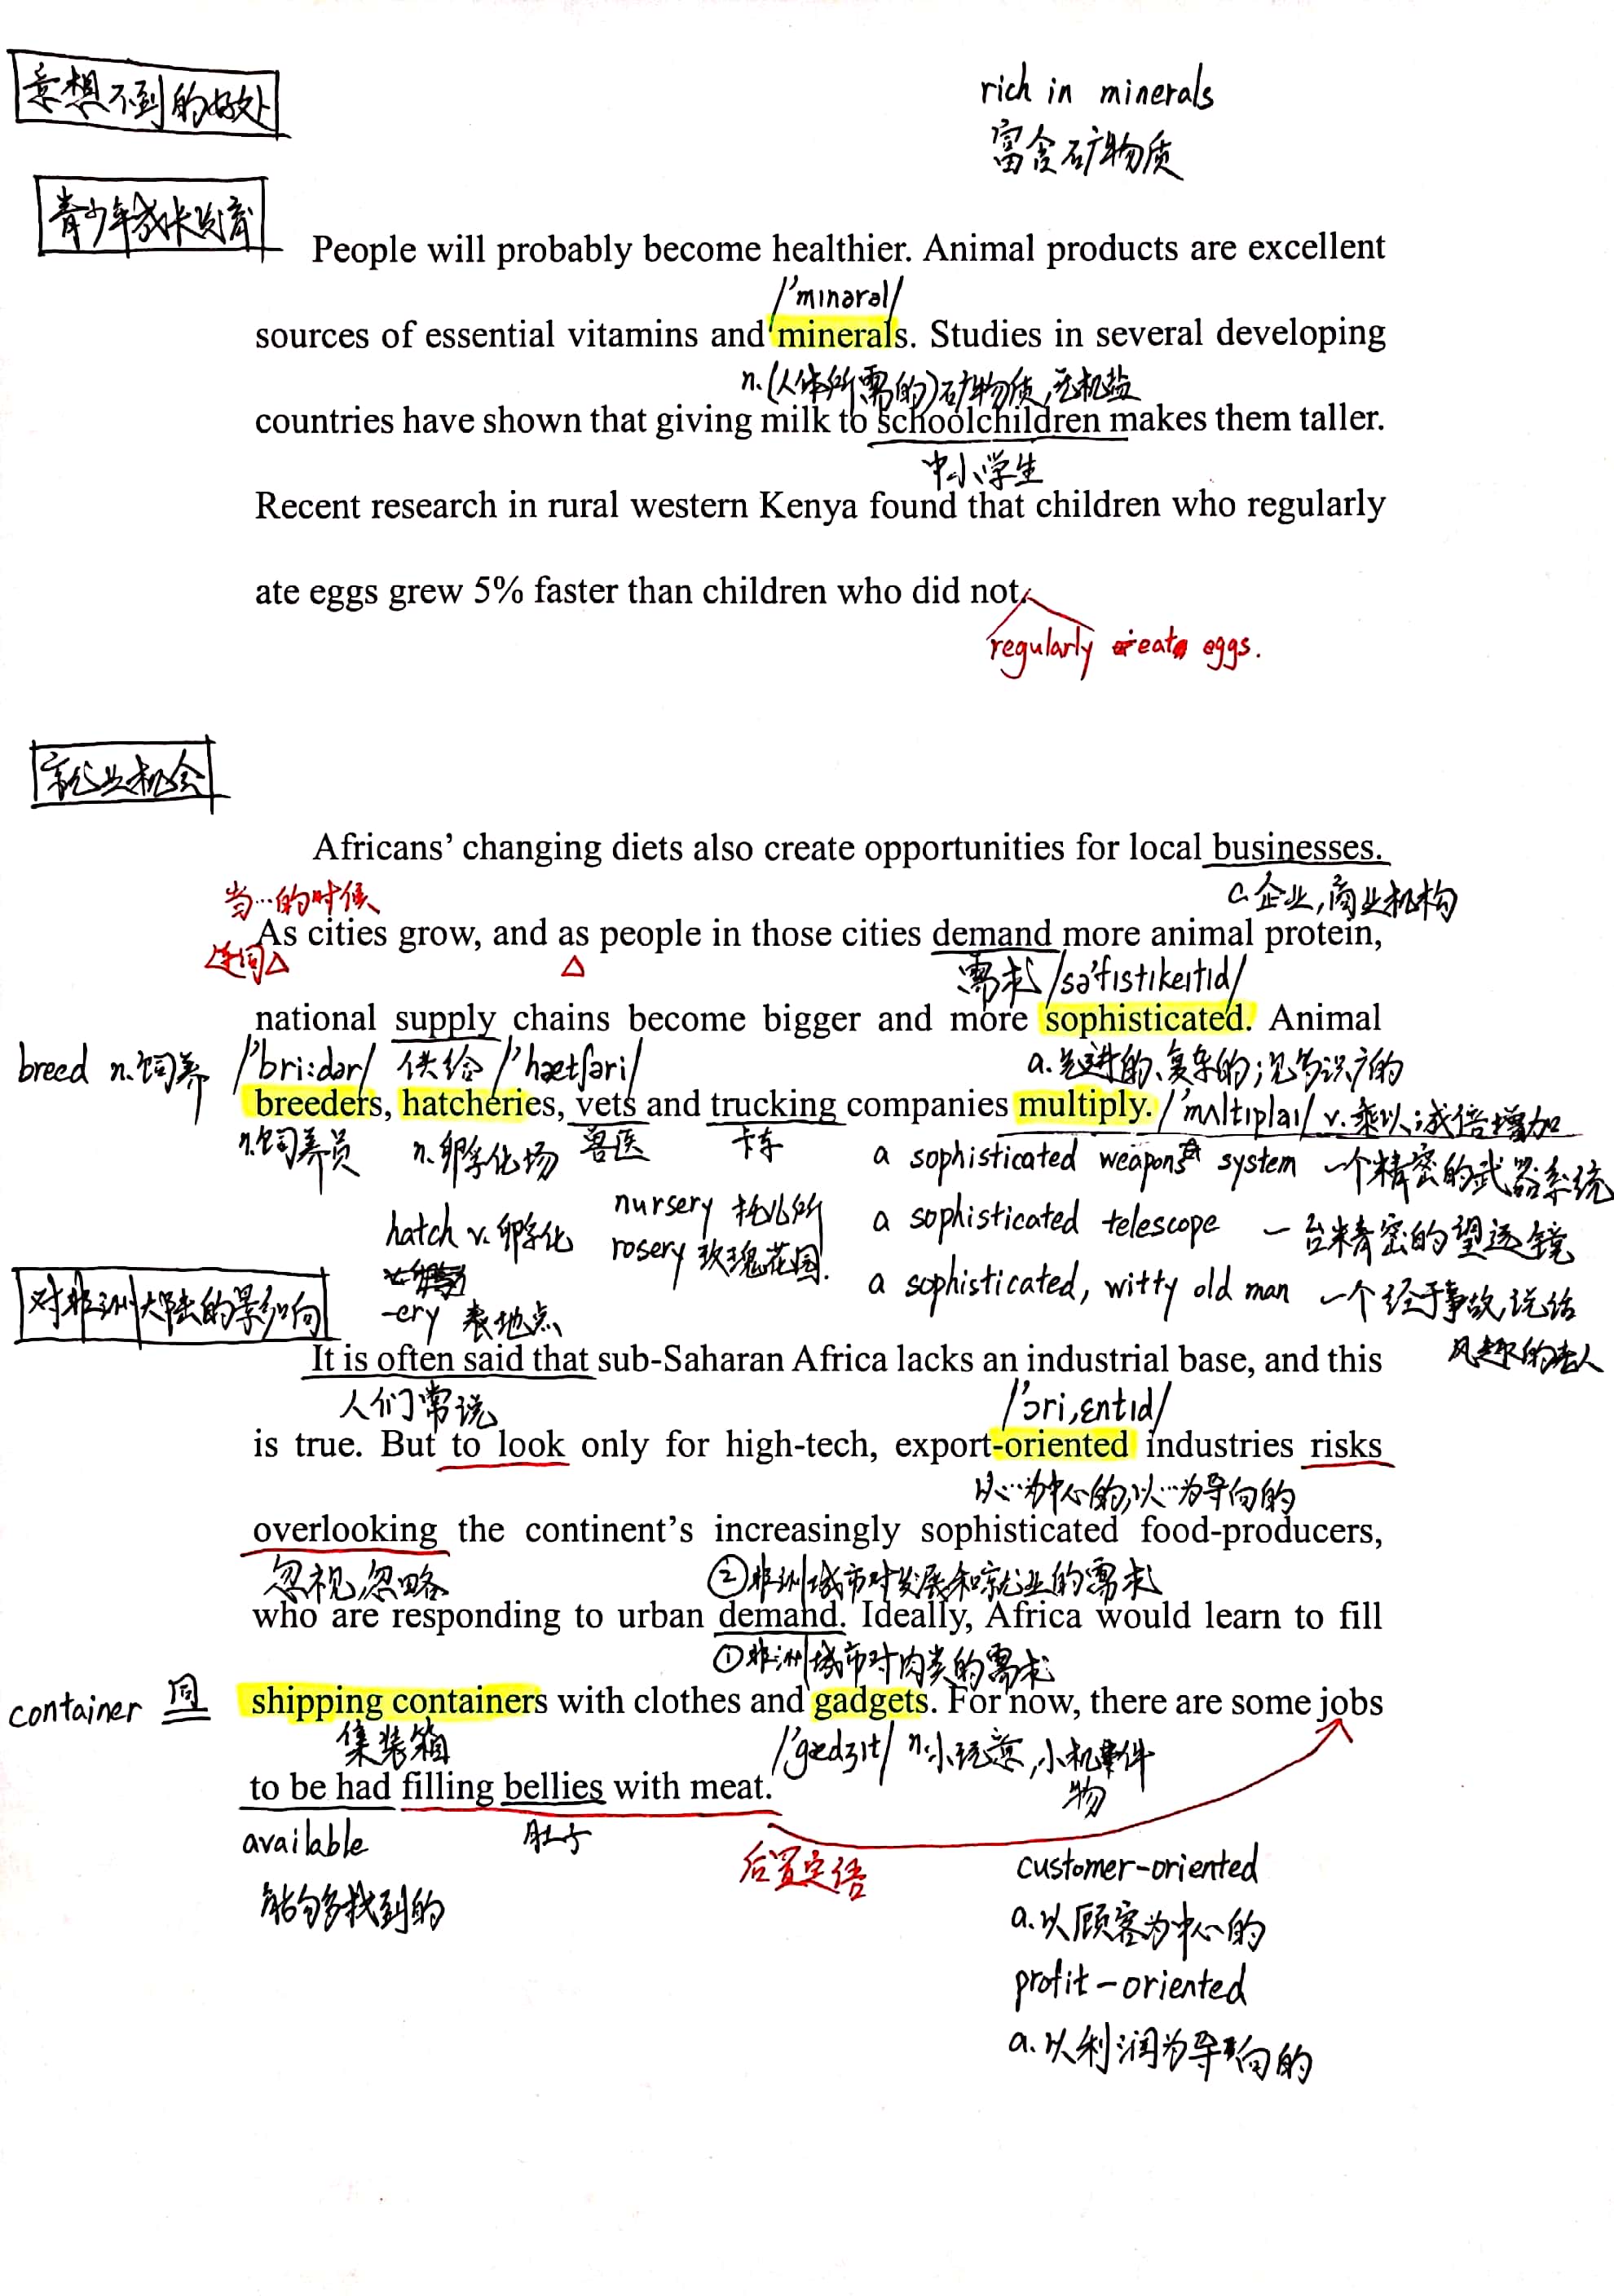 意想不到的好处
rich in minerals
富含矿物质
青少年成长发育
People will probably become healthier. Animal products are excellent
/'mɪnərəl/
sources of essential vitamins and minerals. Studies in several developing
n.(人体所需的)矿物质,无机盐
countries have shown that giving milk to schoolchildren makes them taller.
中小学生
Recent research in rural western Kenya found that children who regularly
ate eggs grew 5% faster than children who did not.
regularly eat eggs.
就业机会
Africans’ changing diets also create opportunities for local businesses.
当…的时候
C.企业,商业机构
As cities grow, and as people in those cities demand more animal protein,
连词
需求 /sə'fɪstɪkeɪtɪd/
national supply chains become bigger and more sophisticated. Animal
breed n.饲养 /'bri:dər/ 供给 /'hætʃəri/
a.先进的、复杂的;见多识广的
breeders, hatcheries, vets and trucking companies multiply. /'mʌltɪplaɪ/ v.乘以;成倍增加
n.饲养员 n.孵化场 兽医 卡车
a sophisticated weapons system 一个精密的武器系统
hatch v.孵化
nursery 托儿所
a sophisticated telescope 一台精密的望远镜
rosery 玫瑰花园.
a sophisticated, witty old man 一个经于事故,说话
风趣的老人
-ery 表地点
对非洲大陆的影响
It is often said that sub-Saharan Africa lacks an industrial base, and this
人们常说
/'ɔriˌɛntɪd/
is true. But to look only for high-tech, export-oriented industries risks
以…为中心的,以…为导向的
overlooking the continent’s increasingly sophisticated food-producers,
忽视,忽略
②非洲城市对发展和就业的需求
who are responding to urban demand. Ideally, Africa would learn to fill
①非洲城市对肉类的需求
container 同
shipping containers with clothes and gadgets. For now, there are some jobs
集装箱
/'gædʒɪt/ n.小玩意,小机件
物
to be had filling bellies with meat.
available
肚子
后置定语
能够找到的
customer-oriented
a.以顾客为中心的
profit-oriented
a.以利润为导向的